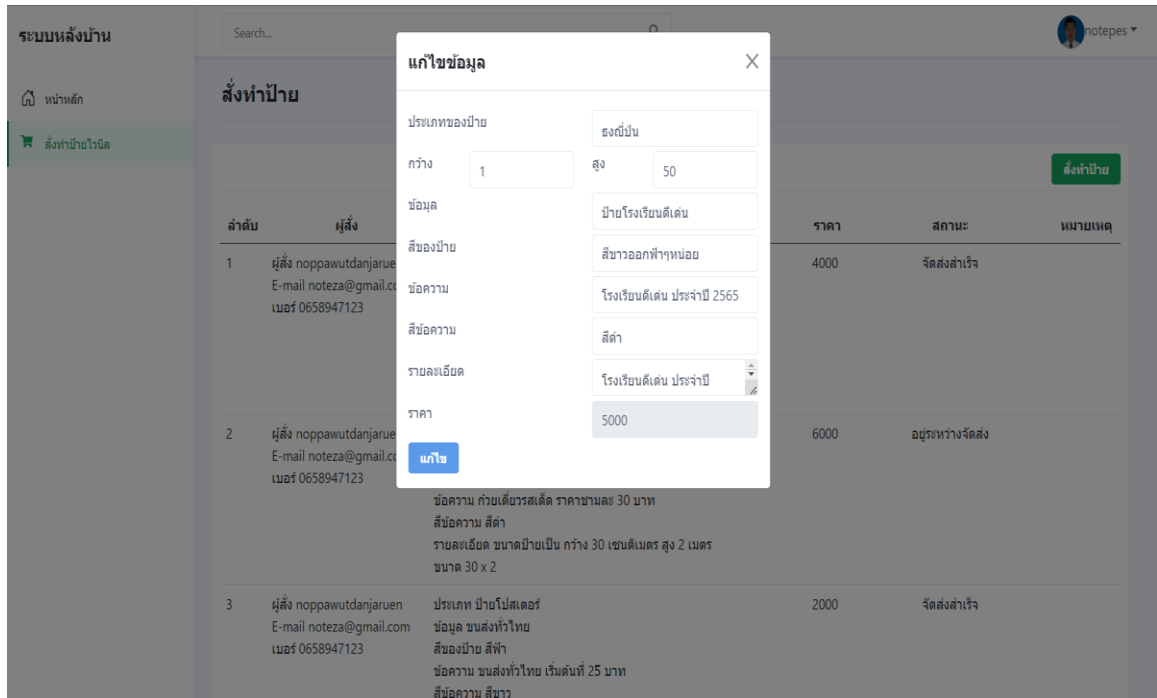 ระบบหลังบ้าน
Search...
notepes
หน้าหลัก
สั่งทำป้ายไวนิล
สั่งทำป้าย
สั่งทำป้าย
แก้ไขข้อมูล
ประเภทของป้าย ธงญี่ปุ่น
กว้าง 1 สูง 50
ข้อมุล ป้ายโรงเรียนดีเด่น
สีของป้าย สีขาวออกฟ้าๆหน่อย
ข้อความ โรงเรียนดีเด่น ประจำปี 2565
สีข้อความ สีดำ
รายละเอียด โรงเรียนดีเด่น ประจำปี
ราคา 5000
แก้ไข
ลำดับ ผู้สั่ง ราคา สถานะ หมายเหตุ
1 ผู้สั่ง noppawutdanjarue 4000 จัดส่งสำเร็จ
E-mail noteza@gmail.co
เบอร์ 0658947123
2 ผู้สั่ง noppawutdanjarue 6000 อยู่ระหว่างจัดส่ง
E-mail noteza@gmail.co
เบอร์ 0658947123
ข้อความ ก๋วยเตี๋ยวรสเด็ด ราคาชามละ 30 บาท
สีข้อความ สีดำ
รายละเอียด ขนาดป้ายเป็น กว้าง 30 เซนติเมตร สูง 2 เมตร
ขนาด 30 x 2
3 ผู้สั่ง noppawutdanjaruen ประเภท ป้ายโปสเตอร์ 2000 จัดส่งสำเร็จ
E-mail noteza@gmail.com ข้อมูล ขนส่งทั่วไทย
เบอร์ 0658947123 สีของป้าย สีฟ้า
ข้อความ ขนส่งทั่วไทย เริ่มต้นที่ 25 บาท
สีข้อความ สีขาว